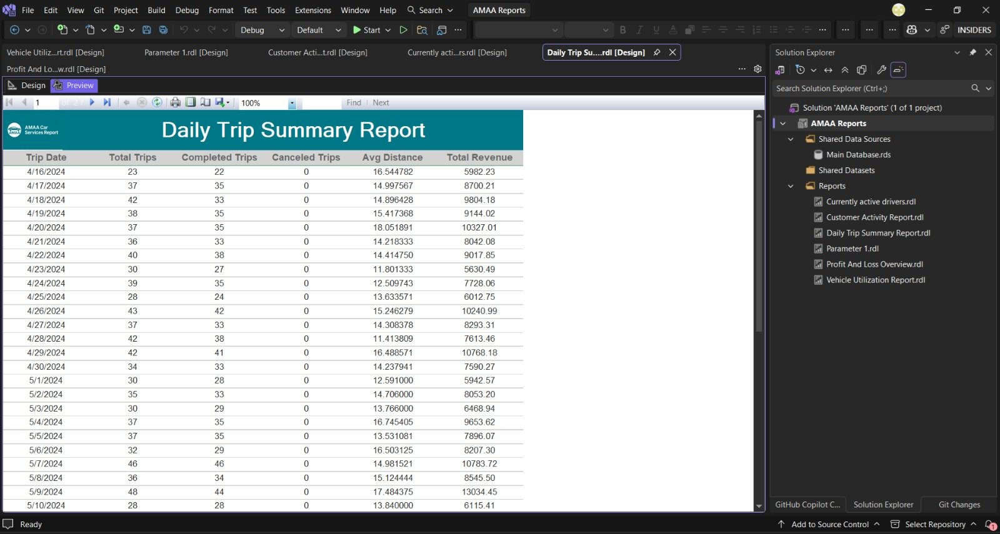 File Edit View Git Project Build Debug Format Test Tools Extensions Window Help Search AMAA Reports
Debug Default Start INSIDERS
Vehicle Utiliz...rt.rdl [Design] Parameter 1.rdl [Design] Customer Acti...t.rdl [Design] Currently acti...rs.rdl [Design] Daily Trip Su....rdl [Design]
Profit And Lo...w.rdl [Design]
Design Preview
1 of 2 ? 100% Find Next
AMAA Car
Services Report
AMAA
Daily Trip Summary Report
Trip Date Total Trips Completed Trips Canceled Trips Avg Distance Total Revenue
4/16/2024 23 22 0 16.544782 5982.23
4/17/2024 37 35 0 14.997567 8700.21
4/18/2024 42 33 0 14.896428 9804.18
4/19/2024 38 35 0 15.417368 9144.02
4/20/2024 37 35 0 18.051891 10327.01
4/21/2024 36 33 0 14.218333 8042.08
4/22/2024 40 38 0 14.414750 9017.85
4/23/2024 30 27 0 11.801333 5630.49
4/24/2024 39 35 0 12.509743 7728.06
4/25/2024 28 24 0 13.633571 6012.75
4/26/2024 43 42 0 15.246279 10240.99
4/27/2024 37 33 0 14.308378 8293.31
4/28/2024 42 38 0 11.413809 7613.46
4/29/2024 42 41 0 16.488571 10768.18
4/30/2024 34 33 0 14.237941 7590.27
5/1/2024 30 28 0 12.591000 5942.57
5/2/2024 35 33 0 14.706000 8053.20
5/3/2024 30 29 0 13.766000 6468.94
5/4/2024 37 35 0 16.745405 9653.62
5/5/2024 37 35 0 13.531081 7896.07
5/6/2024 32 29 0 16.503125 8207.30
5/7/2024 46 46 0 14.981521 10783.72
5/8/2024 36 34 0 15.124444 8545.50
5/9/2024 48 44 0 17.484375 13034.45
5/10/2024 28 28 0 13.840000 6115.41
Solution Explorer
Search Solution Explorer (Ctrl+;)
Solution 'AMAA Reports' (1 of 1 project)
AMAA Reports
Shared Data Sources
Main Database.rds
Shared Datasets
Reports
Currently active drivers.rdl
Customer Activity Report.rdl
Daily Trip Summary Report.rdl
Parameter 1.rdl
Profit And Loss Overview.rdl
Vehicle Utilization Report.rdl
GitHub Copilot C... Solution Explorer Git Changes
Ready Add to Source Control Select Repository 1